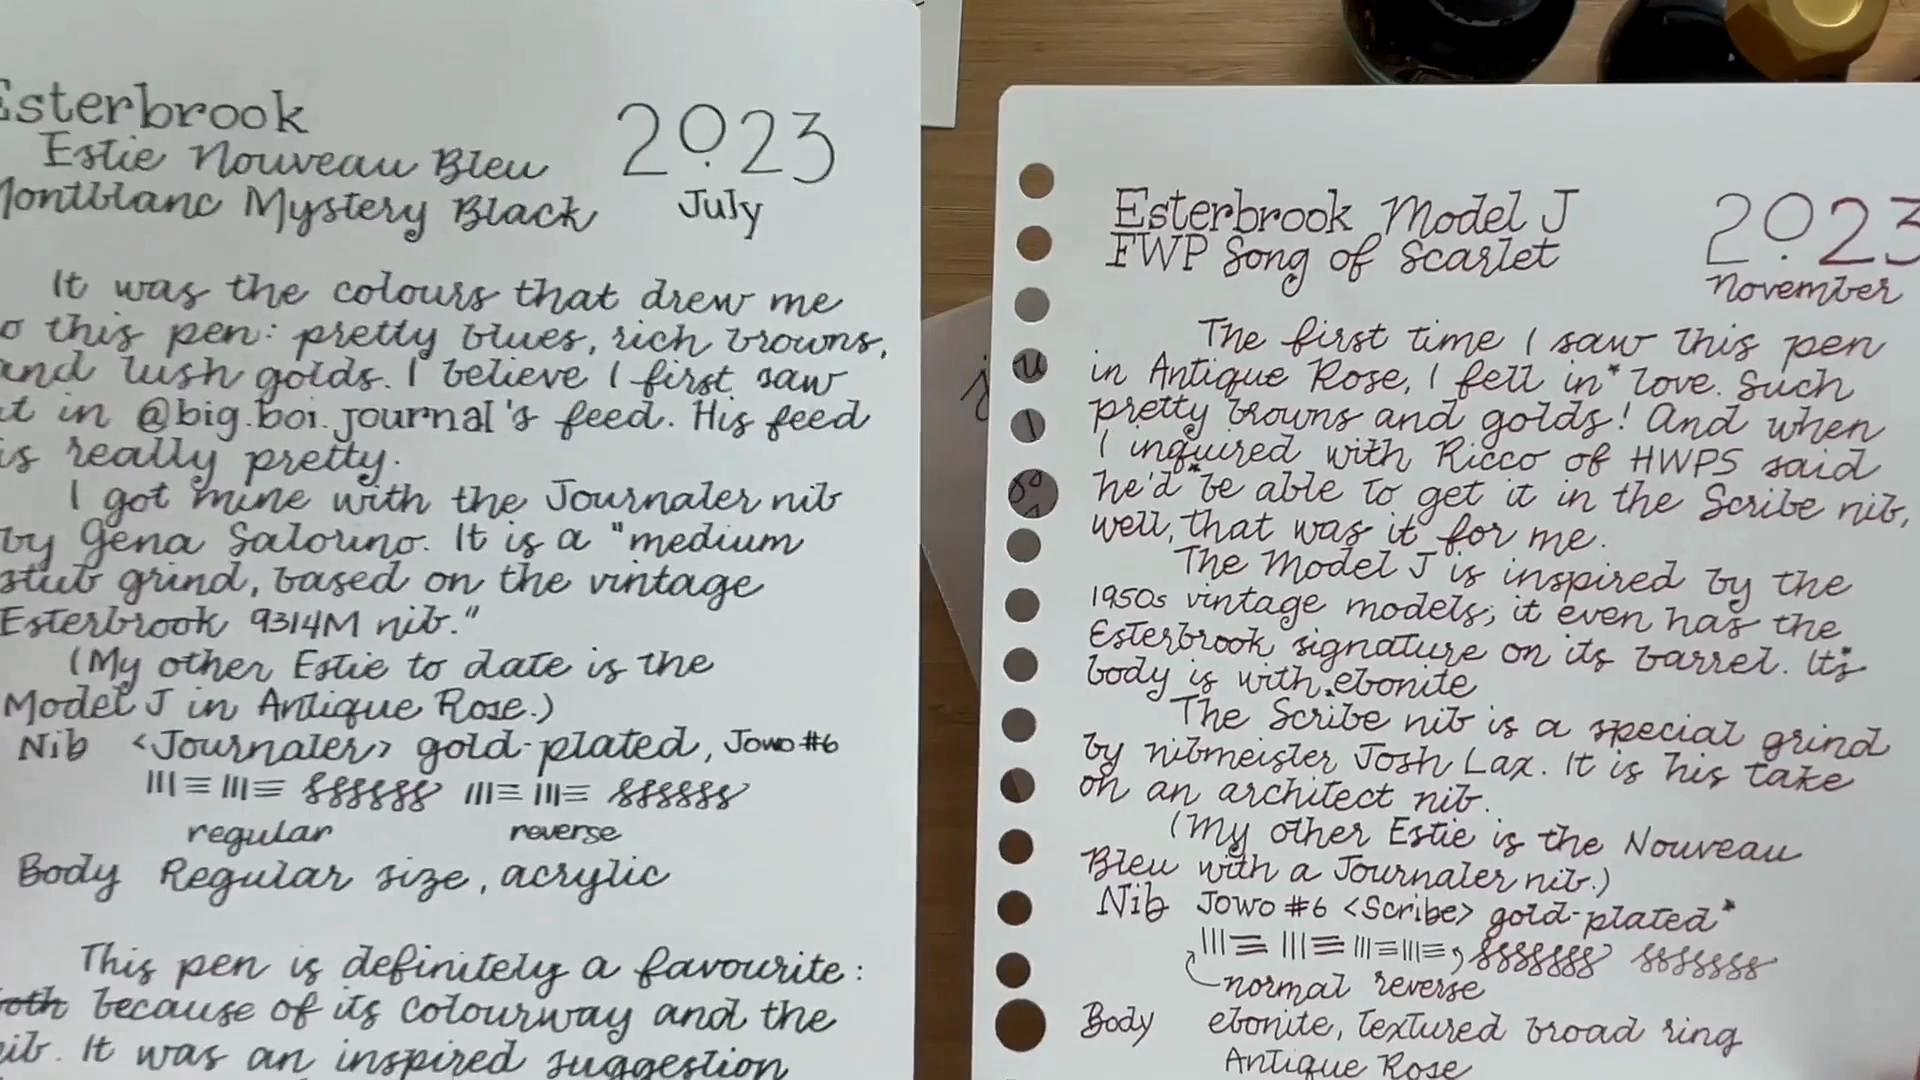 Esterbrook
Estie Nouveau Bleu
Montblanc Mystery Black
2023
July
It was the colours that drew me
o this pen: pretty blues, rich browns,
and lush golds. I believe I first saw
it in @big.boi.journal's feed. His feed
is really pretty.
I got mine with the Journaler nib
by Gena Salorino. It is a "medium
stub grind, based on the vintage
Esterbrook 9314M nib."
(My other Estie to date is the
Model J in Antique Rose.)
Nib <Journaler> gold-plated, Jowo #6
regular reverse
Body Regular size, acrylic
This pen is definitely a favourite:
both because of its colourway and the
nib. It was an inspired suggestion
Esterbrook Model J
FWP Song of Scarlet
2023
November
The first time I saw this pen
in Antique Rose, I fell in* love. Such
pretty browns and golds! And when
I inquired with Ricco of HWPS said
he'd* be able to get it in the Scribe nib,
well, that was it for me.
The Model J is inspired by the
1950s vintage models; it even has the
Esterbrook signature on its barrel. Its*
body is with ebonite
The Scribe nib is a special grind
by nibmeister Josh Lax. It is his take
on an architect nib.
(My other Estie is the Nouveau
Bleu with a Journaler nib.)
Nib Jowo #6 <Scribe> gold-plated*
normal reverse
Body ebonite, textured broad ring
Antique Rose